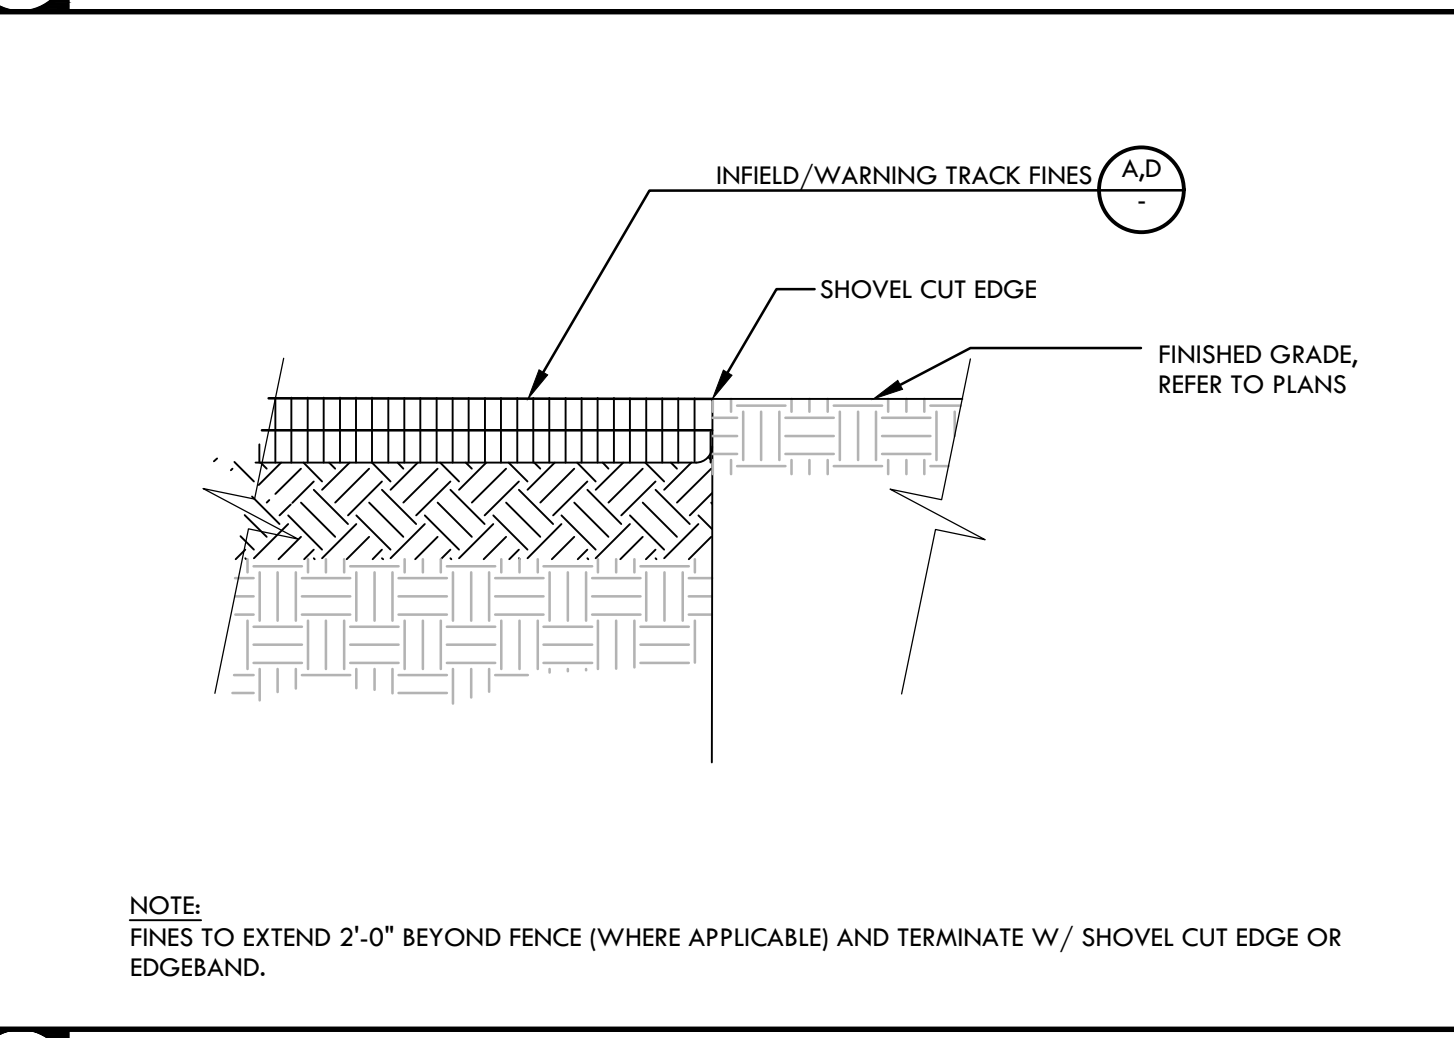 INFIELD/WARNING TRACK FINES
A,D
-
SHOVEL CUT EDGE
FINISHED GRADE,
REFER TO PLANS
NOTE:
FINES TO EXTEND 2'-0" BEYOND FENCE (WHERE APPLICABLE) AND TERMINATE W/ SHOVEL CUT EDGE OR
EDGEBAND.